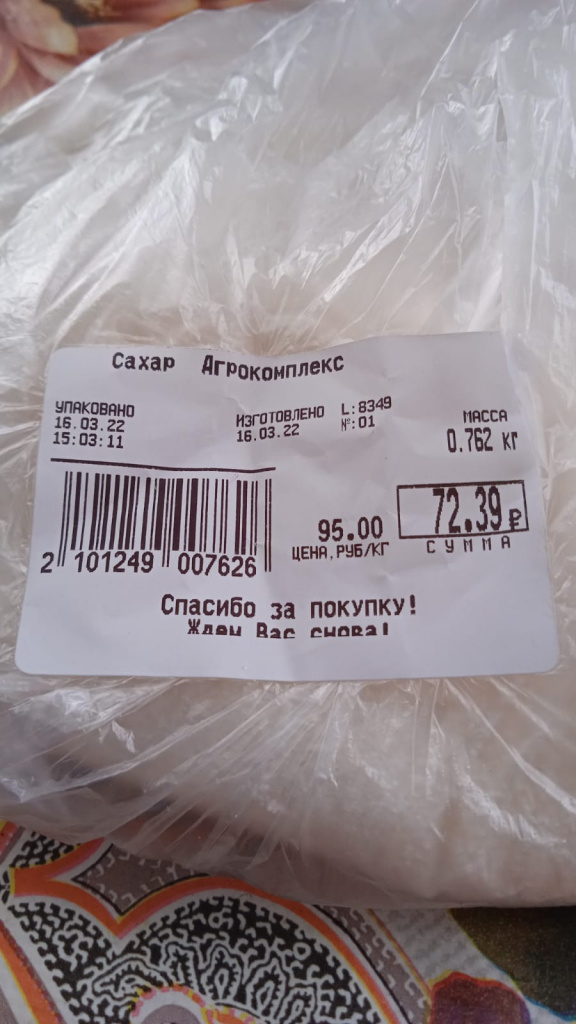 Сахар Агрокомплекс
УПАКОВАНО
16.03.22
15:03:11
ИЗГОТОВЛЕНО
16.03.22
L:8349
№:01
МАССА
0.762 кг
2 101249 007626
95.00
ЦЕНА,РУБ/КГ
72.39 ₽
СУММА
Спасибо за покупку!
Ждем Вас снова!